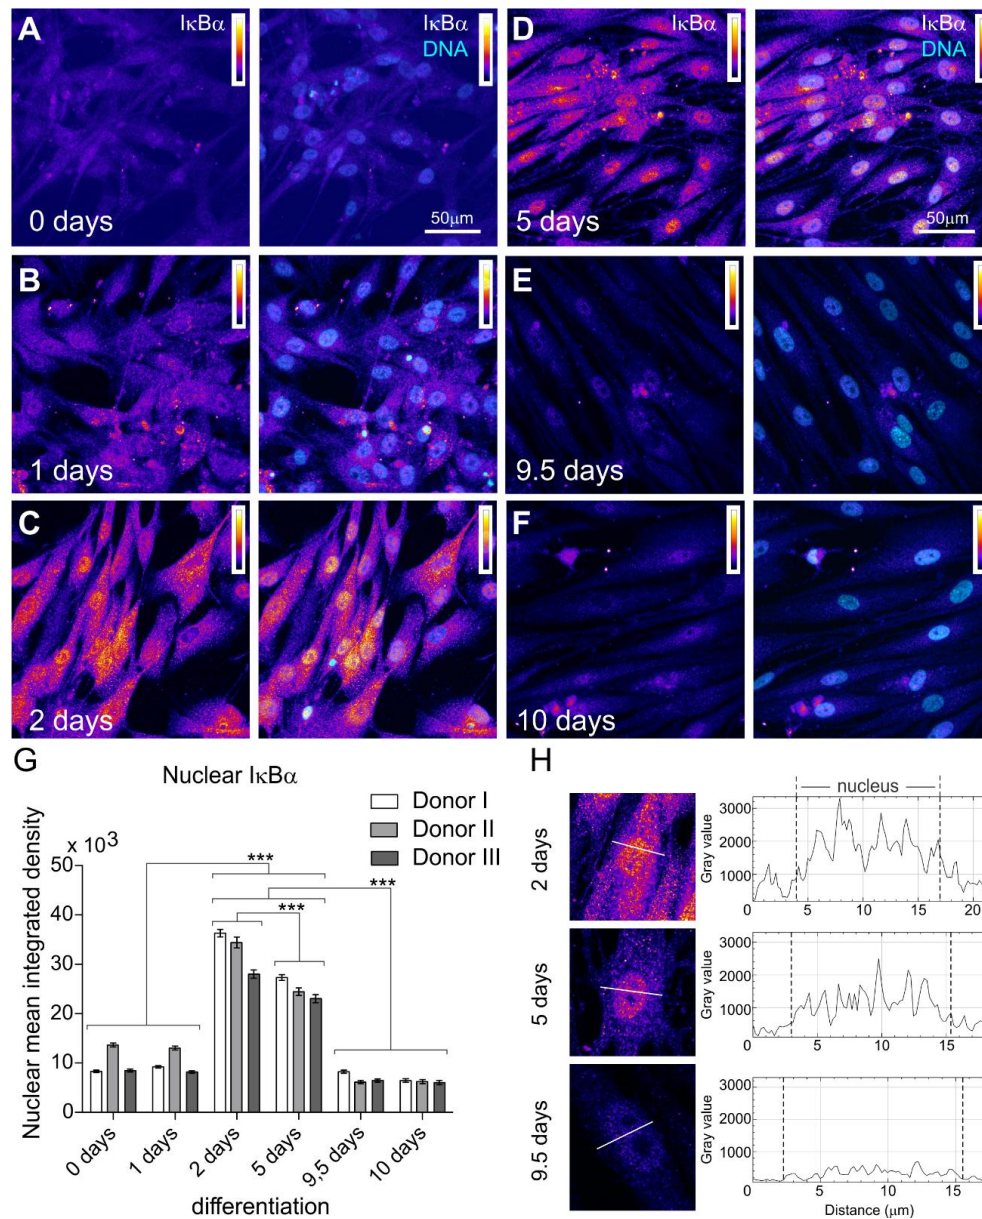 A
IκBα
IκBα
DNA
0 days
50μm
D
IκBα
IκBα
DNA
5 days
50μm
B
1 days
E
9.5 days
C
2 days
F
10 days
G
Nuclear IκBα
Donor I
Donor II
Donor III
x 10³
50
40
30
20
10
0
***
***
***
Nuclear mean integrated density
0 days
1 days
2 days
5 days
9,5 days
10 days
differentiation
H
nucleus
2 days
Gray value
3000
2000
1000
0 5 10 15 20
5 days
Gray value
3000
2000
1000
0 5 10 15
9.5 days
Gray value
3000
2000
1000
0 5 10 15
Distance (μm)